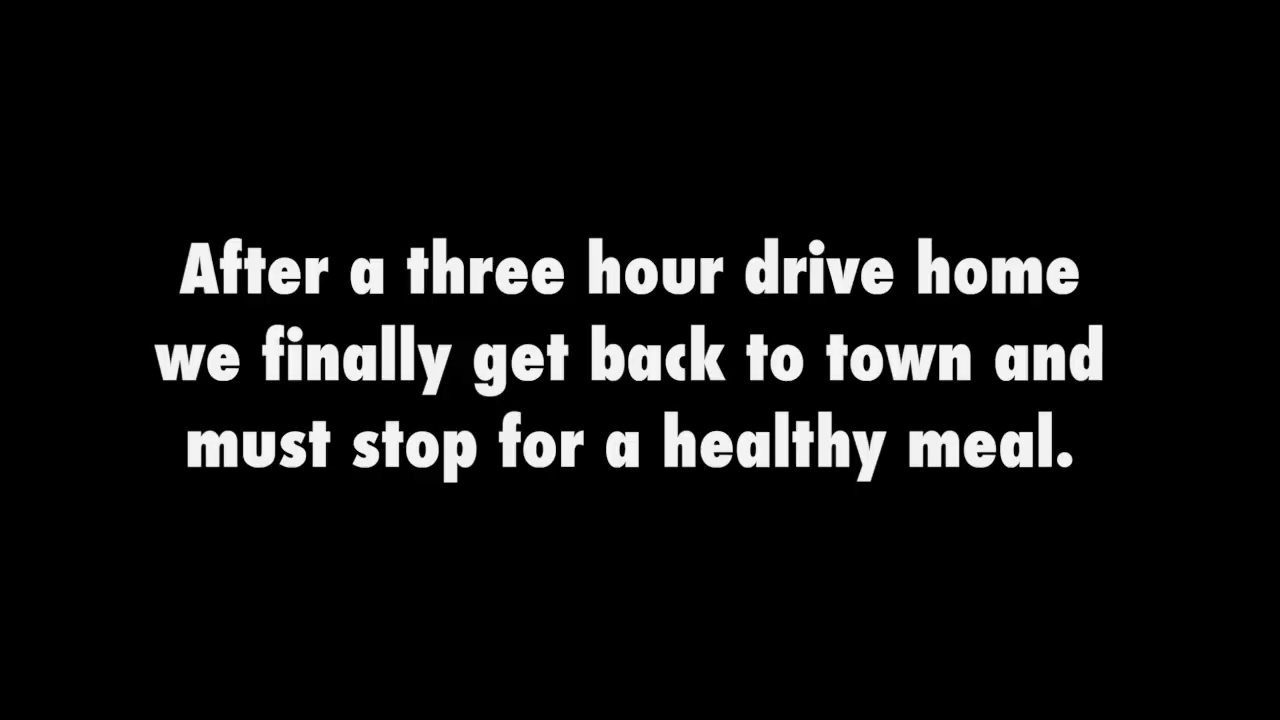 After a three hour drive home
we finally get back to town and
must stop for a healthy meal.